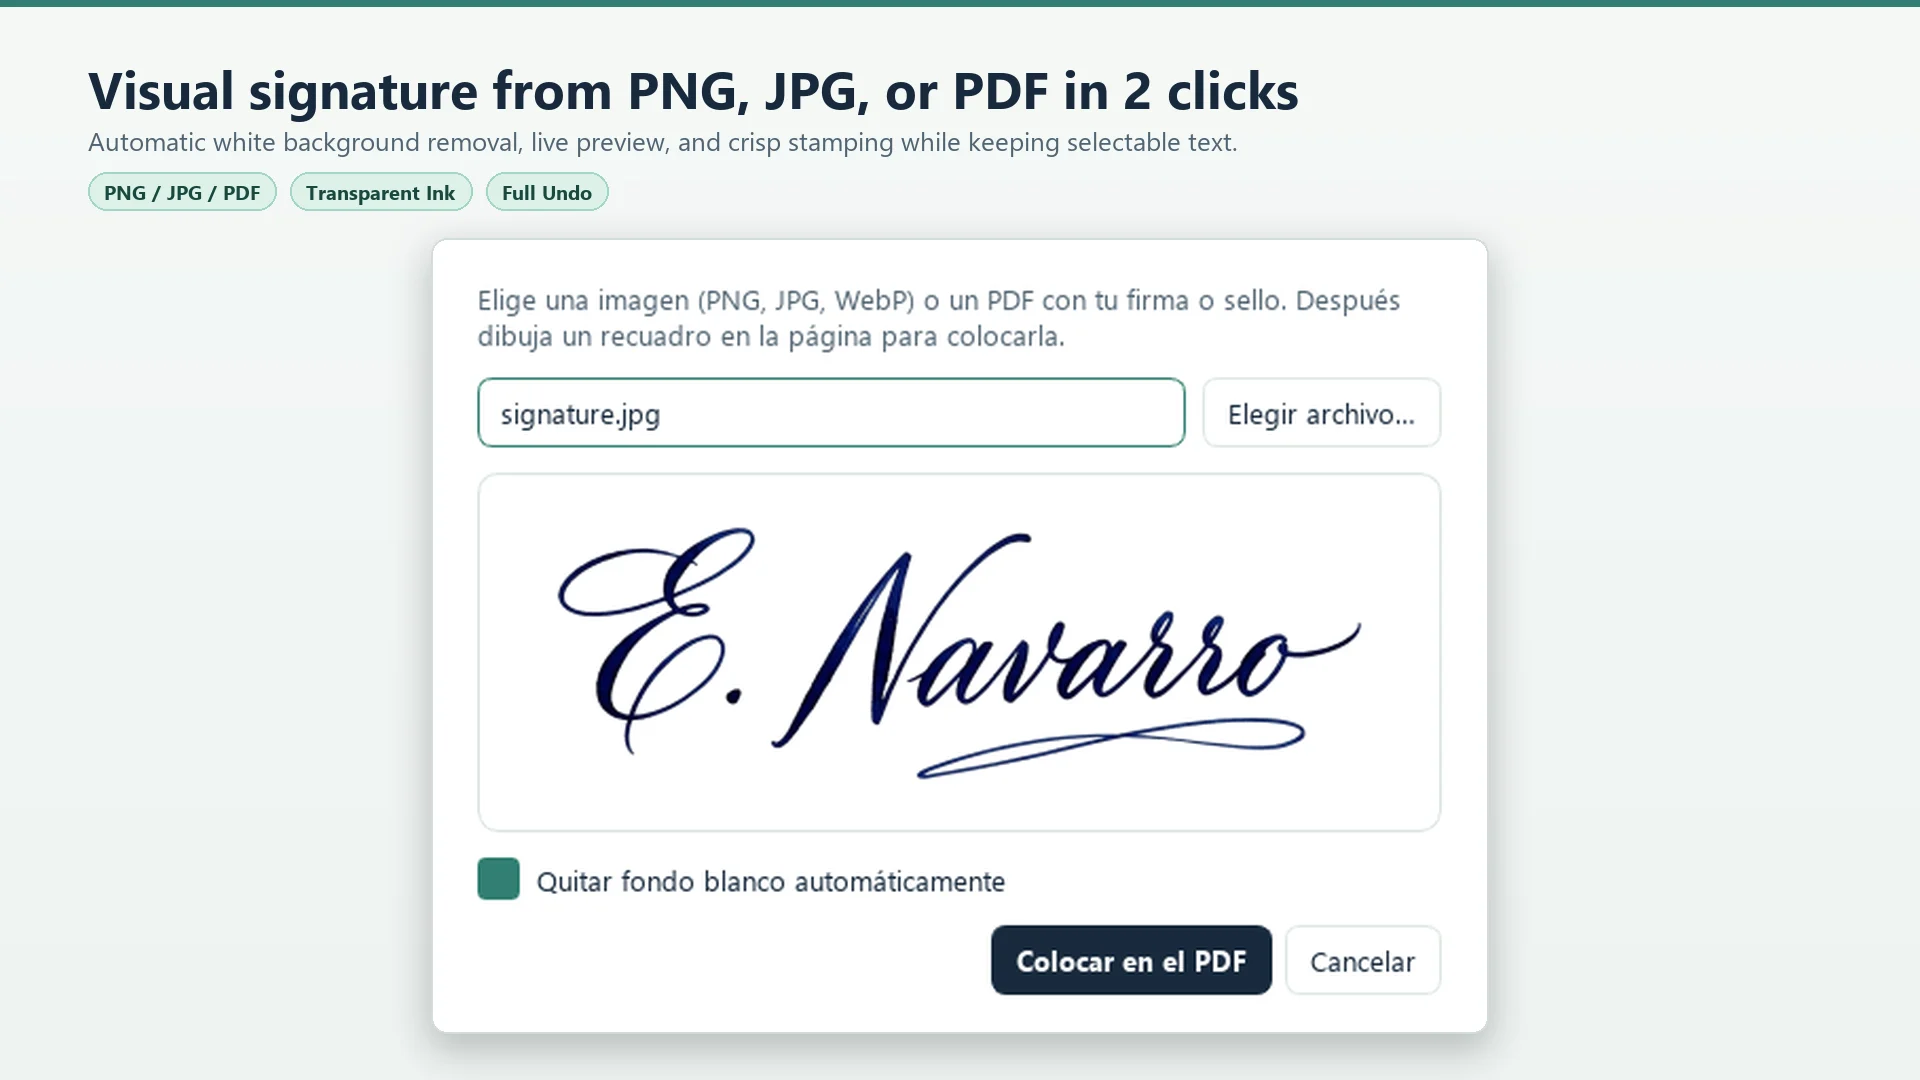 Visual signature from PNG, JPG, or PDF in 2 clicks
Automatic white background removal, live preview, and crisp stamping while keeping selectable text.
PNG / JPG / PDF
Transparent Ink
Full Undo
Elige una imagen (PNG, JPG, WebP) o un PDF con tu firma o sello. Después
dibuja un recuadro en la página para colocarla.
signature.jpg
Elegir archivo...
E. Navarro
Quitar fondo blanco automáticamente
Colocar en el PDF
Cancelar